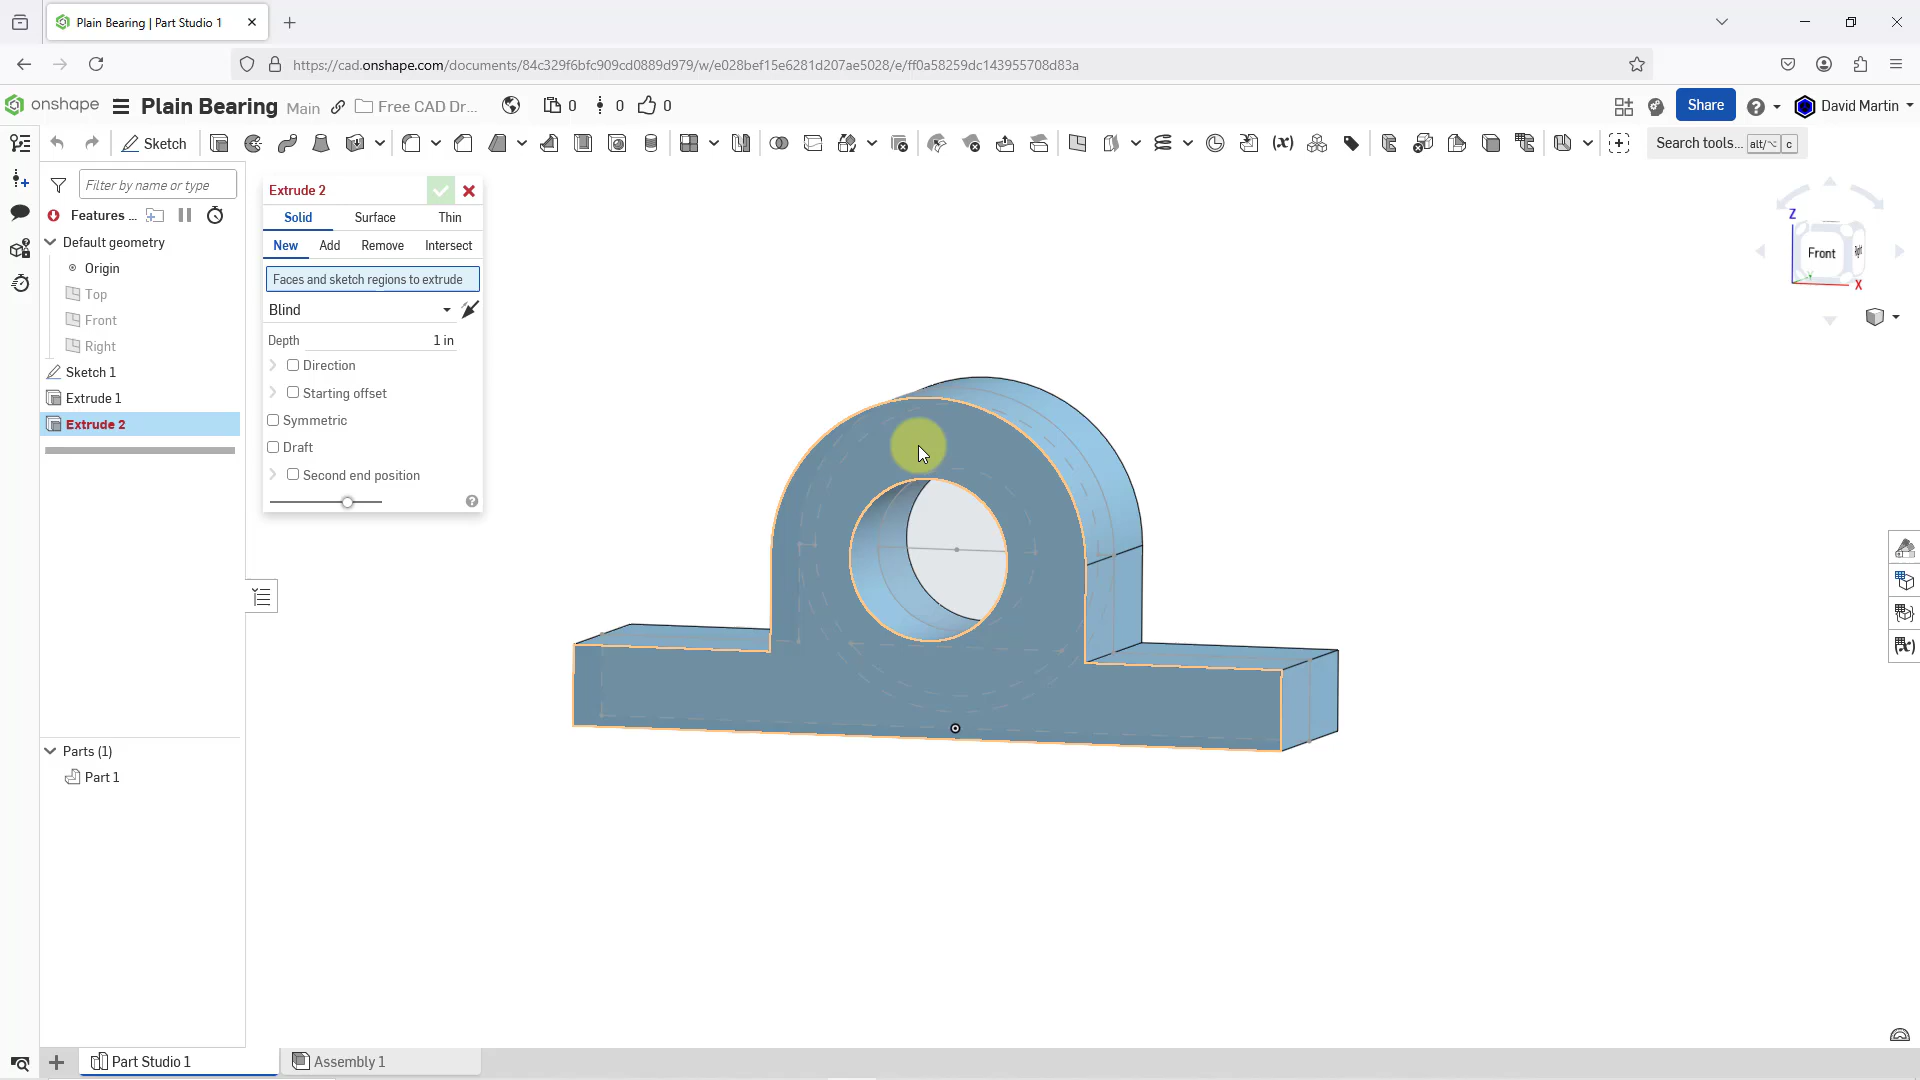 Plain Bearing | Part Studio 1
https://cad.onshape.com/documents/84c329f6bfc909cd0889d979/w/e028bef15e6281d207ae5028/e/ff0a58259dc143955708d83a
onshape Plain Bearing Main Free CAD Dr... 0 0 0 Share David Martin
Sketch Search tools... alt/⌥ c
Filter by name or type
Features ...
Default geometry
Origin
Top
Front
Right
Sketch 1
Extrude 1
Extrude 2
Parts (1)
Part 1
Extrude 2
Solid Surface Thin
New Add Remove Intersect
Faces and sketch regions to extrude
Blind
Depth 1 in
Direction
Starting offset
Symmetric
Draft
Second end position
Z
Front
Y
X
Part Studio 1 Assembly 1